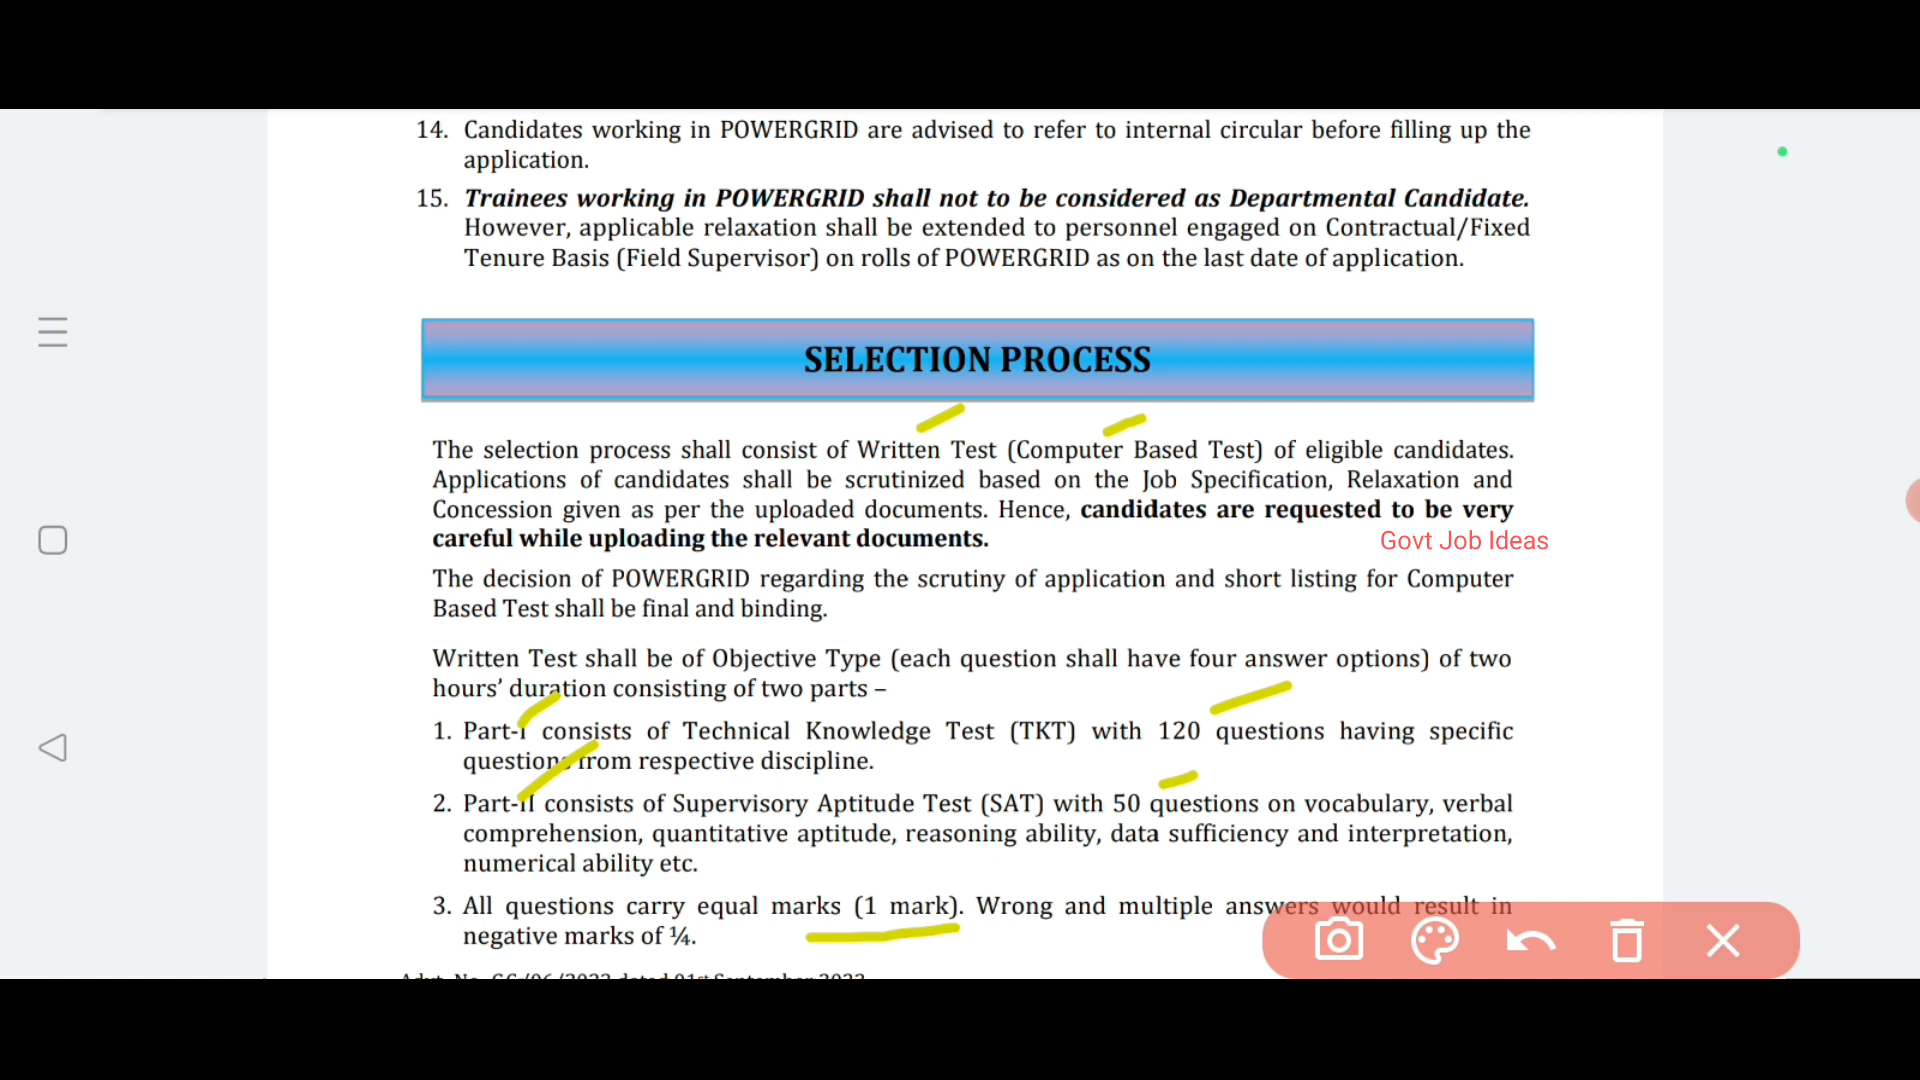 14. Candidates working in POWERGRID are advised to refer to internal circular before filling up the
application.
15. Trainees working in POWERGRID shall not to be considered as Departmental Candidate.
However, applicable relaxation shall be extended to personnel engaged on Contractual/Fixed
Tenure Basis (Field Supervisor) on rolls of POWERGRID as on the last date of application.
SELECTION PROCESS
The selection process shall consist of Written Test (Computer Based Test) of eligible candidates.
Applications of candidates shall be scrutinized based on the Job Specification, Relaxation and
Concession given as per the uploaded documents. Hence, candidates are requested to be very
careful while uploading the relevant documents.
Govt Job Ideas
The decision of POWERGRID regarding the scrutiny of application and short listing for Computer
Based Test shall be final and binding.
Written Test shall be of Objective Type (each question shall have four answer options) of two
hours' duration consisting of two parts –
1. Part-I consists of Technical Knowledge Test (TKT) with 120 questions having specific
questions from respective discipline.
2. Part-II consists of Supervisory Aptitude Test (SAT) with 50 questions on vocabulary, verbal
comprehension, quantitative aptitude, reasoning ability, data sufficiency and interpretation,
numerical ability etc.
3. All questions carry equal marks (1 mark). Wrong and multiple answers would result in
negative marks of ¼.